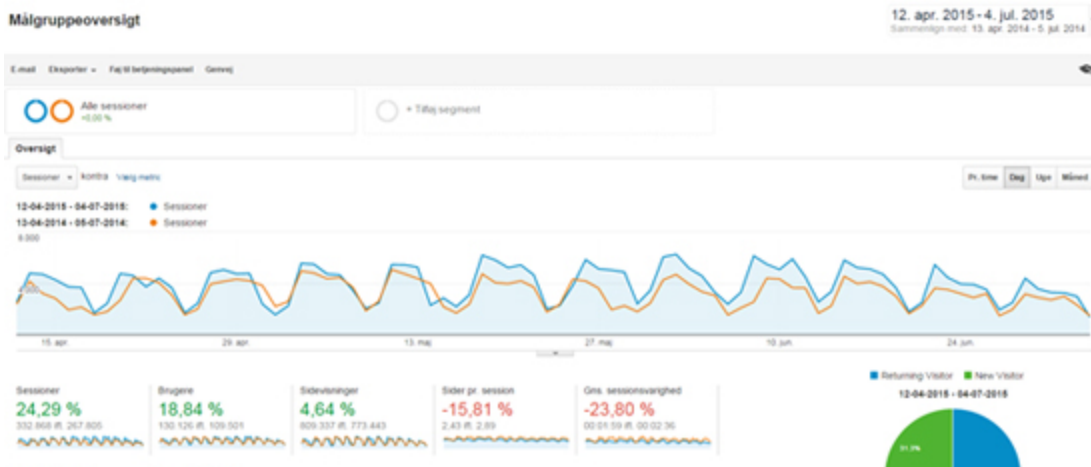 Målgruppeoversigt
12. apr. 2015 - 4. jul. 2015
Sammenlign med: 13. apr. 2014 - 5. jul. 2014
E-mail Eksporter Føj til betjeningspanel Genvej
Alle sessioner
+0,00 %
+ Tilføj segment
Oversigt
Sessioner kontra Vælg metric
Pr. time Dag Uge Måned
12-04-2015 - 04-07-2015: Sessioner
13-04-2014 - 05-07-2014: Sessioner
4.000
15. apr. 29. apr. 13. maj 27. maj 10. jun. 24. jun.
Returning Visitor New Visitor
12-04-2015 - 04-07-2015
Sessioner Brugere Sidevisninger Sider pr. session Gns. sessionsvarighed
24,29 % 18,84 % 4,64 % -15,81 % -23,80 %
332.868 ift. 267.805 130.126 ift. 109.501 809.337 ift. 773.443 2,43 ift. 2,89 00:01:59 ift. 00:02:36